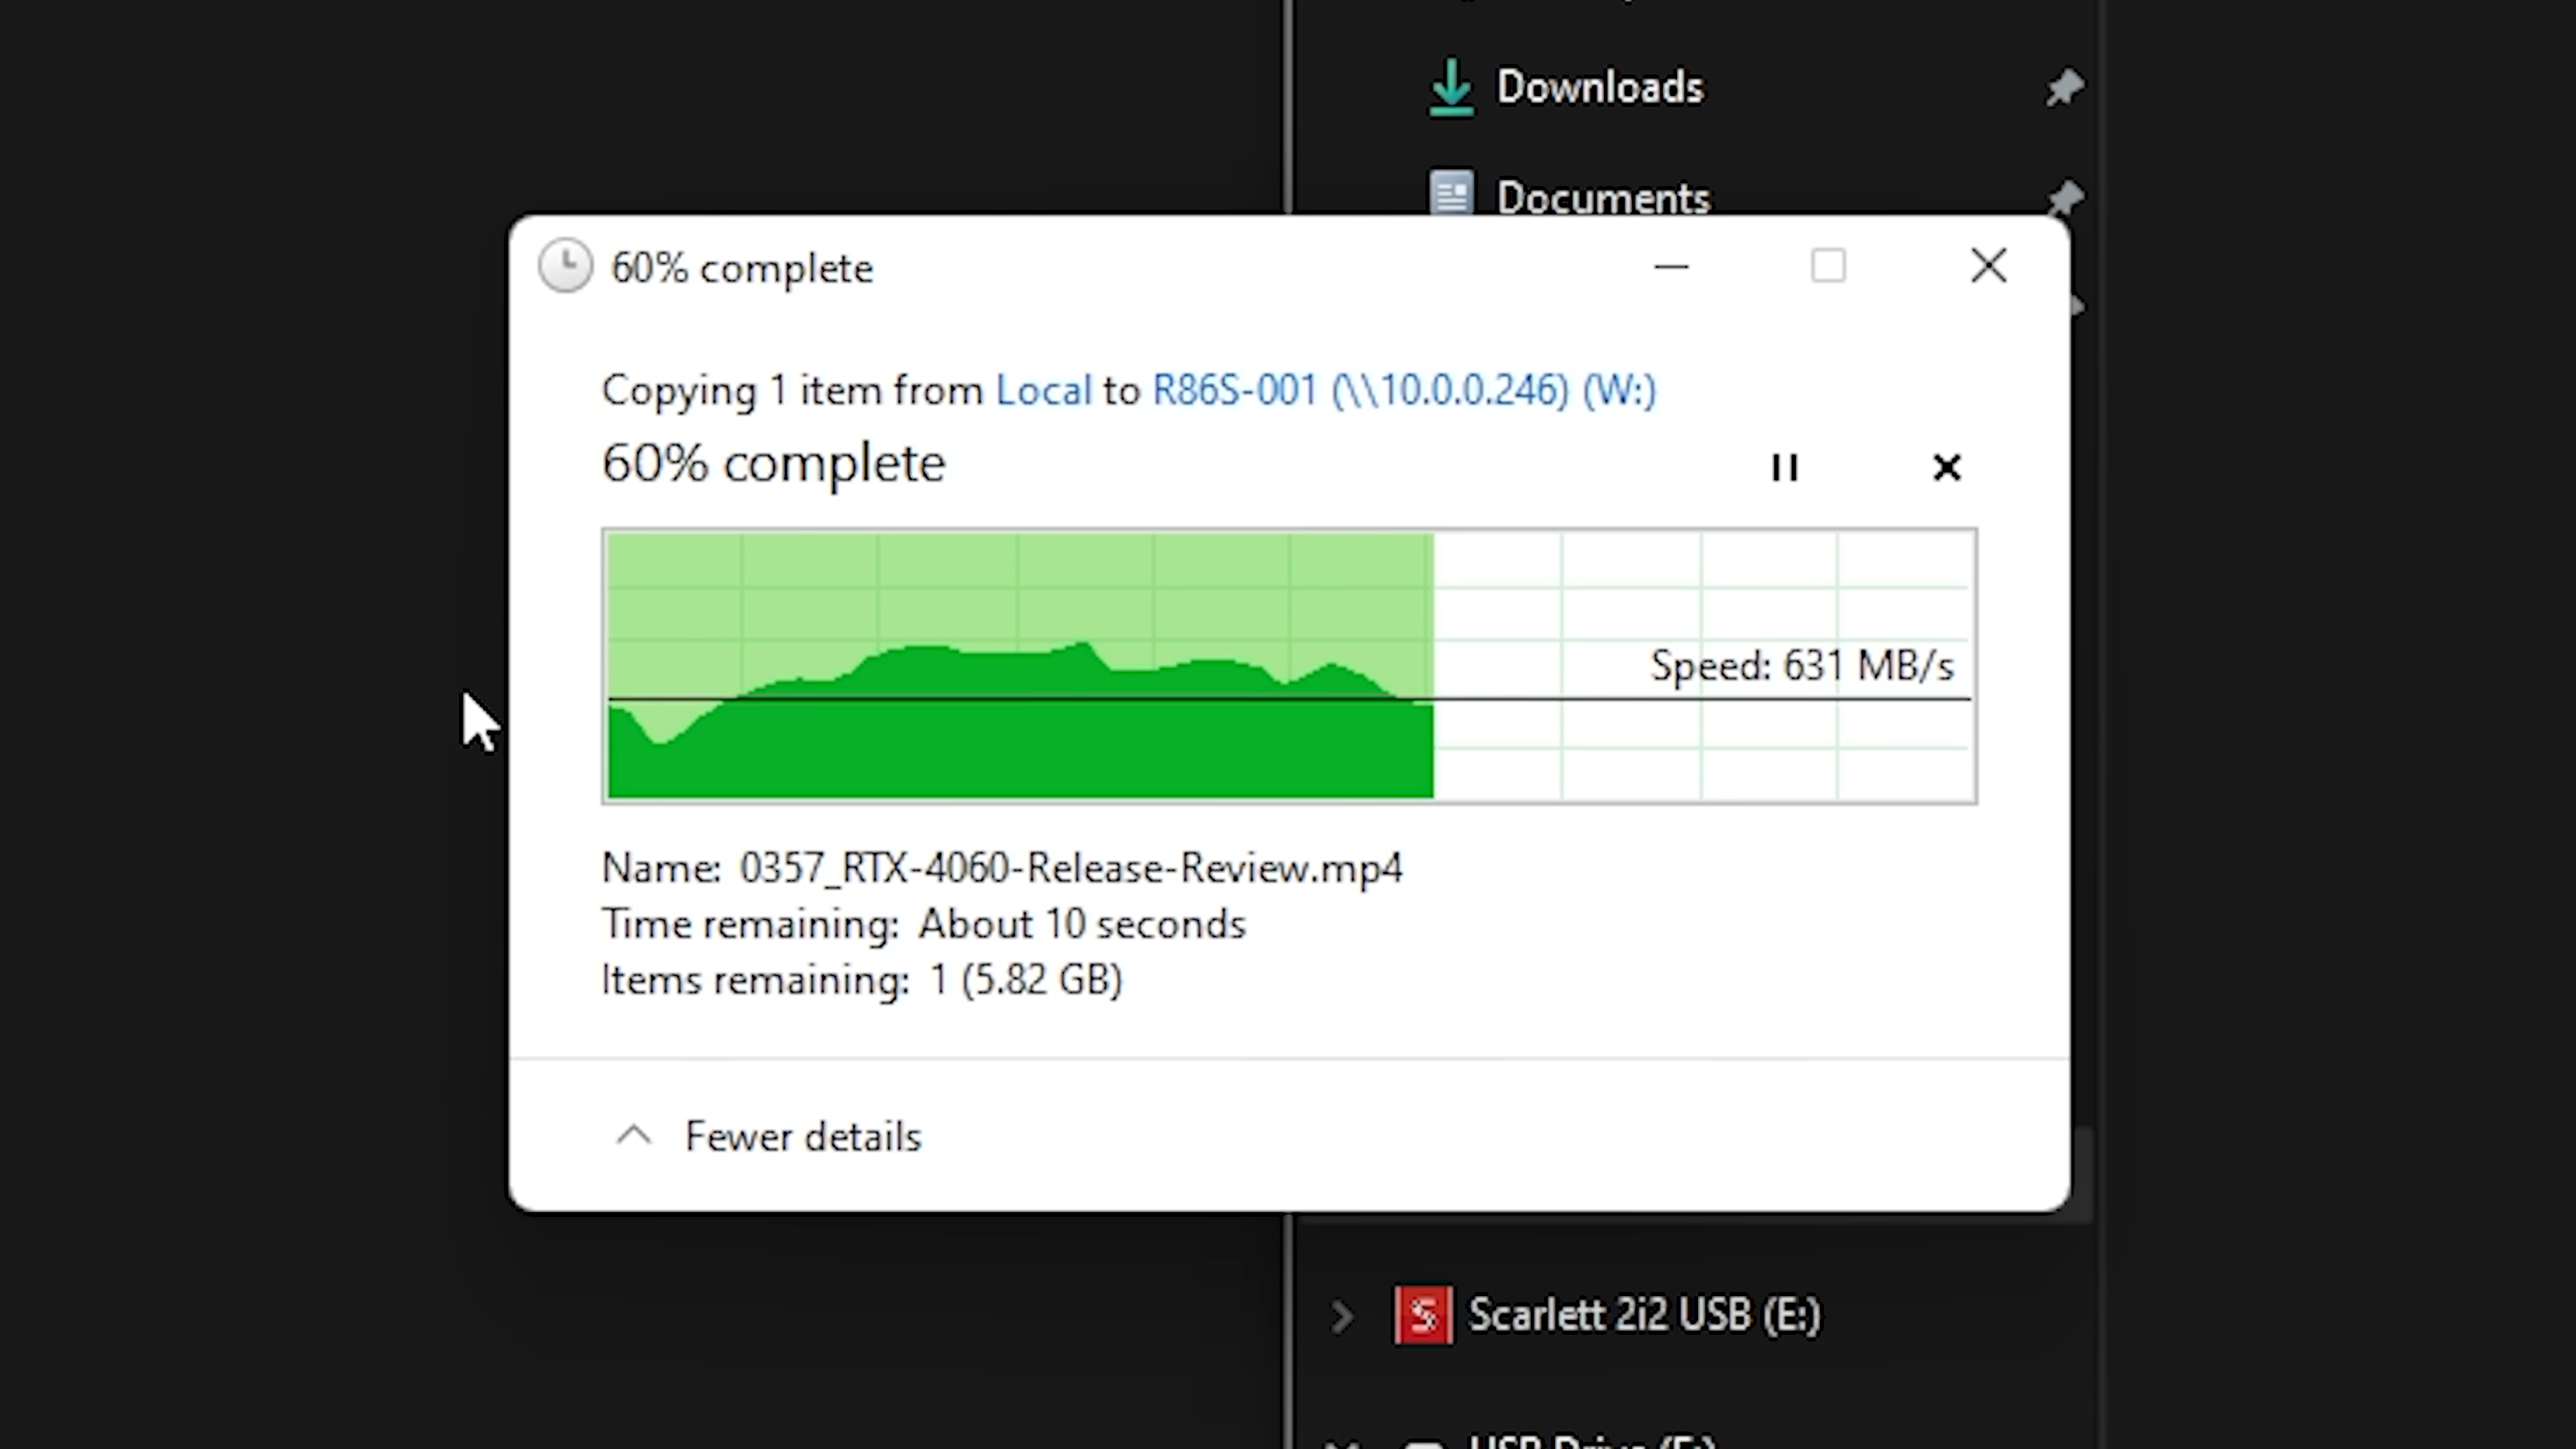 Downloads
Documents
60% complete
Copying 1 item from Local to R86S-001 (\\10.0.0.246) (W:)
60% complete
Speed: 631 MB/s
Name: 0357_RTX-4060-Release-Review.mp4
Time remaining: About 10 seconds
Items remaining: 1 (5.82 GB)
Fewer details
Scarlett 2i2 USB (E:)
USB Drive (F:)